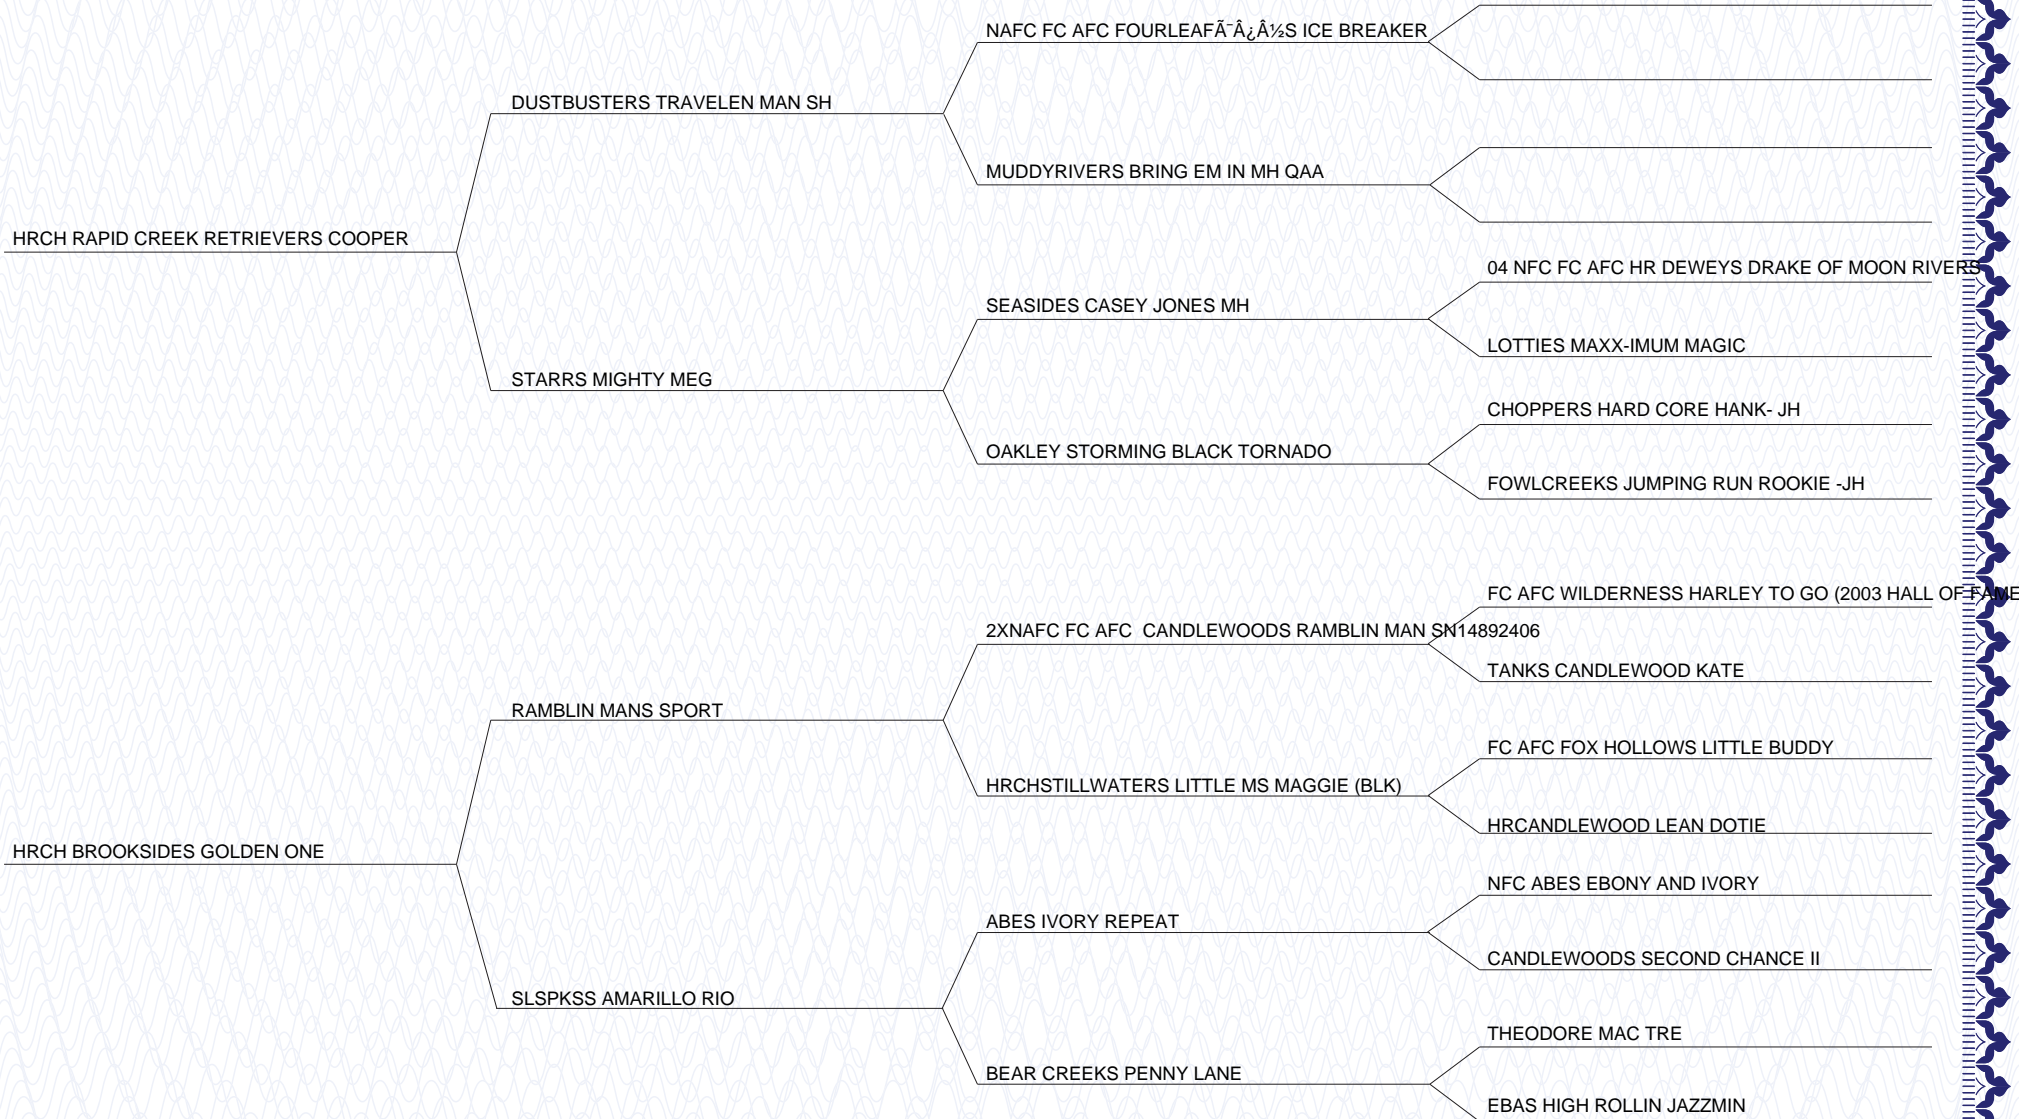 NAFC FC AFC FOURLEAFÃ¯Â¿Â½S ICE BREAKER
DUSTBUSTERS TRAVELEN MAN SH
MUDDYRIVERS BRING EM IN MH QAA
HRCH RAPID CREEK RETRIEVERS COOPER
04 NFC FC AFC HR DEWEYS DRAKE OF MOON RIVERS
SEASIDES CASEY JONES MH
LOTTIES MAXX-IMUM MAGIC
STARRS MIGHTY MEG
CHOPPERS HARD CORE HANK- JH
OAKLEY STORMING BLACK TORNADO
FOWLCREEKS JUMPING RUN ROOKIE -JH
FC AFC WILDERNESS HARLEY TO GO (2003 HALL OF FAME
2XNAFC FC AFC  CANDLEWOODS RAMBLIN MAN SN14892406
TANKS CANDLEWOOD KATE
RAMBLIN MANS SPORT
FC AFC FOX HOLLOWS LITTLE BUDDY
HRCHSTILLWATERS LITTLE MS MAGGIE (BLK)
HRCANDLEWOOD LEAN DOTIE
HRCH BROOKSIDES GOLDEN ONE
NFC ABES EBONY AND IVORY
ABES IVORY REPEAT
CANDLEWOODS SECOND CHANCE II
SLSPKSS AMARILLO RIO
THEODORE MAC TRE
BEAR CREEKS PENNY LANE
EBAS HIGH ROLLIN JAZZMIN